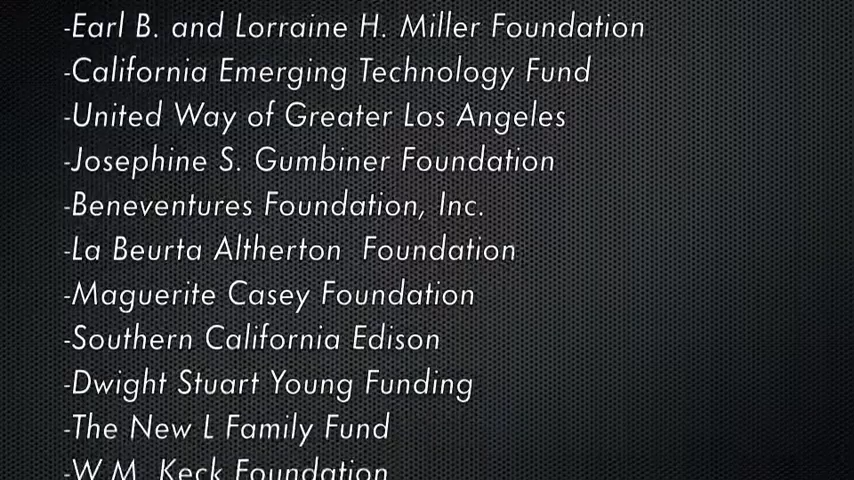 -Earl B. and Lorraine H. Miller Foundation
-California Emerging Technology Fund
-United Way of Greater Los Angeles
-Josephine S. Gumbiner Foundation
-Beneventures Foundation, Inc.
-La Beurta Altherton  Foundation
-Maguerite Casey Foundation
-Southern California Edison
-Dwight Stuart Young Funding
-The New L Family Fund
-W.M. Keck Foundation